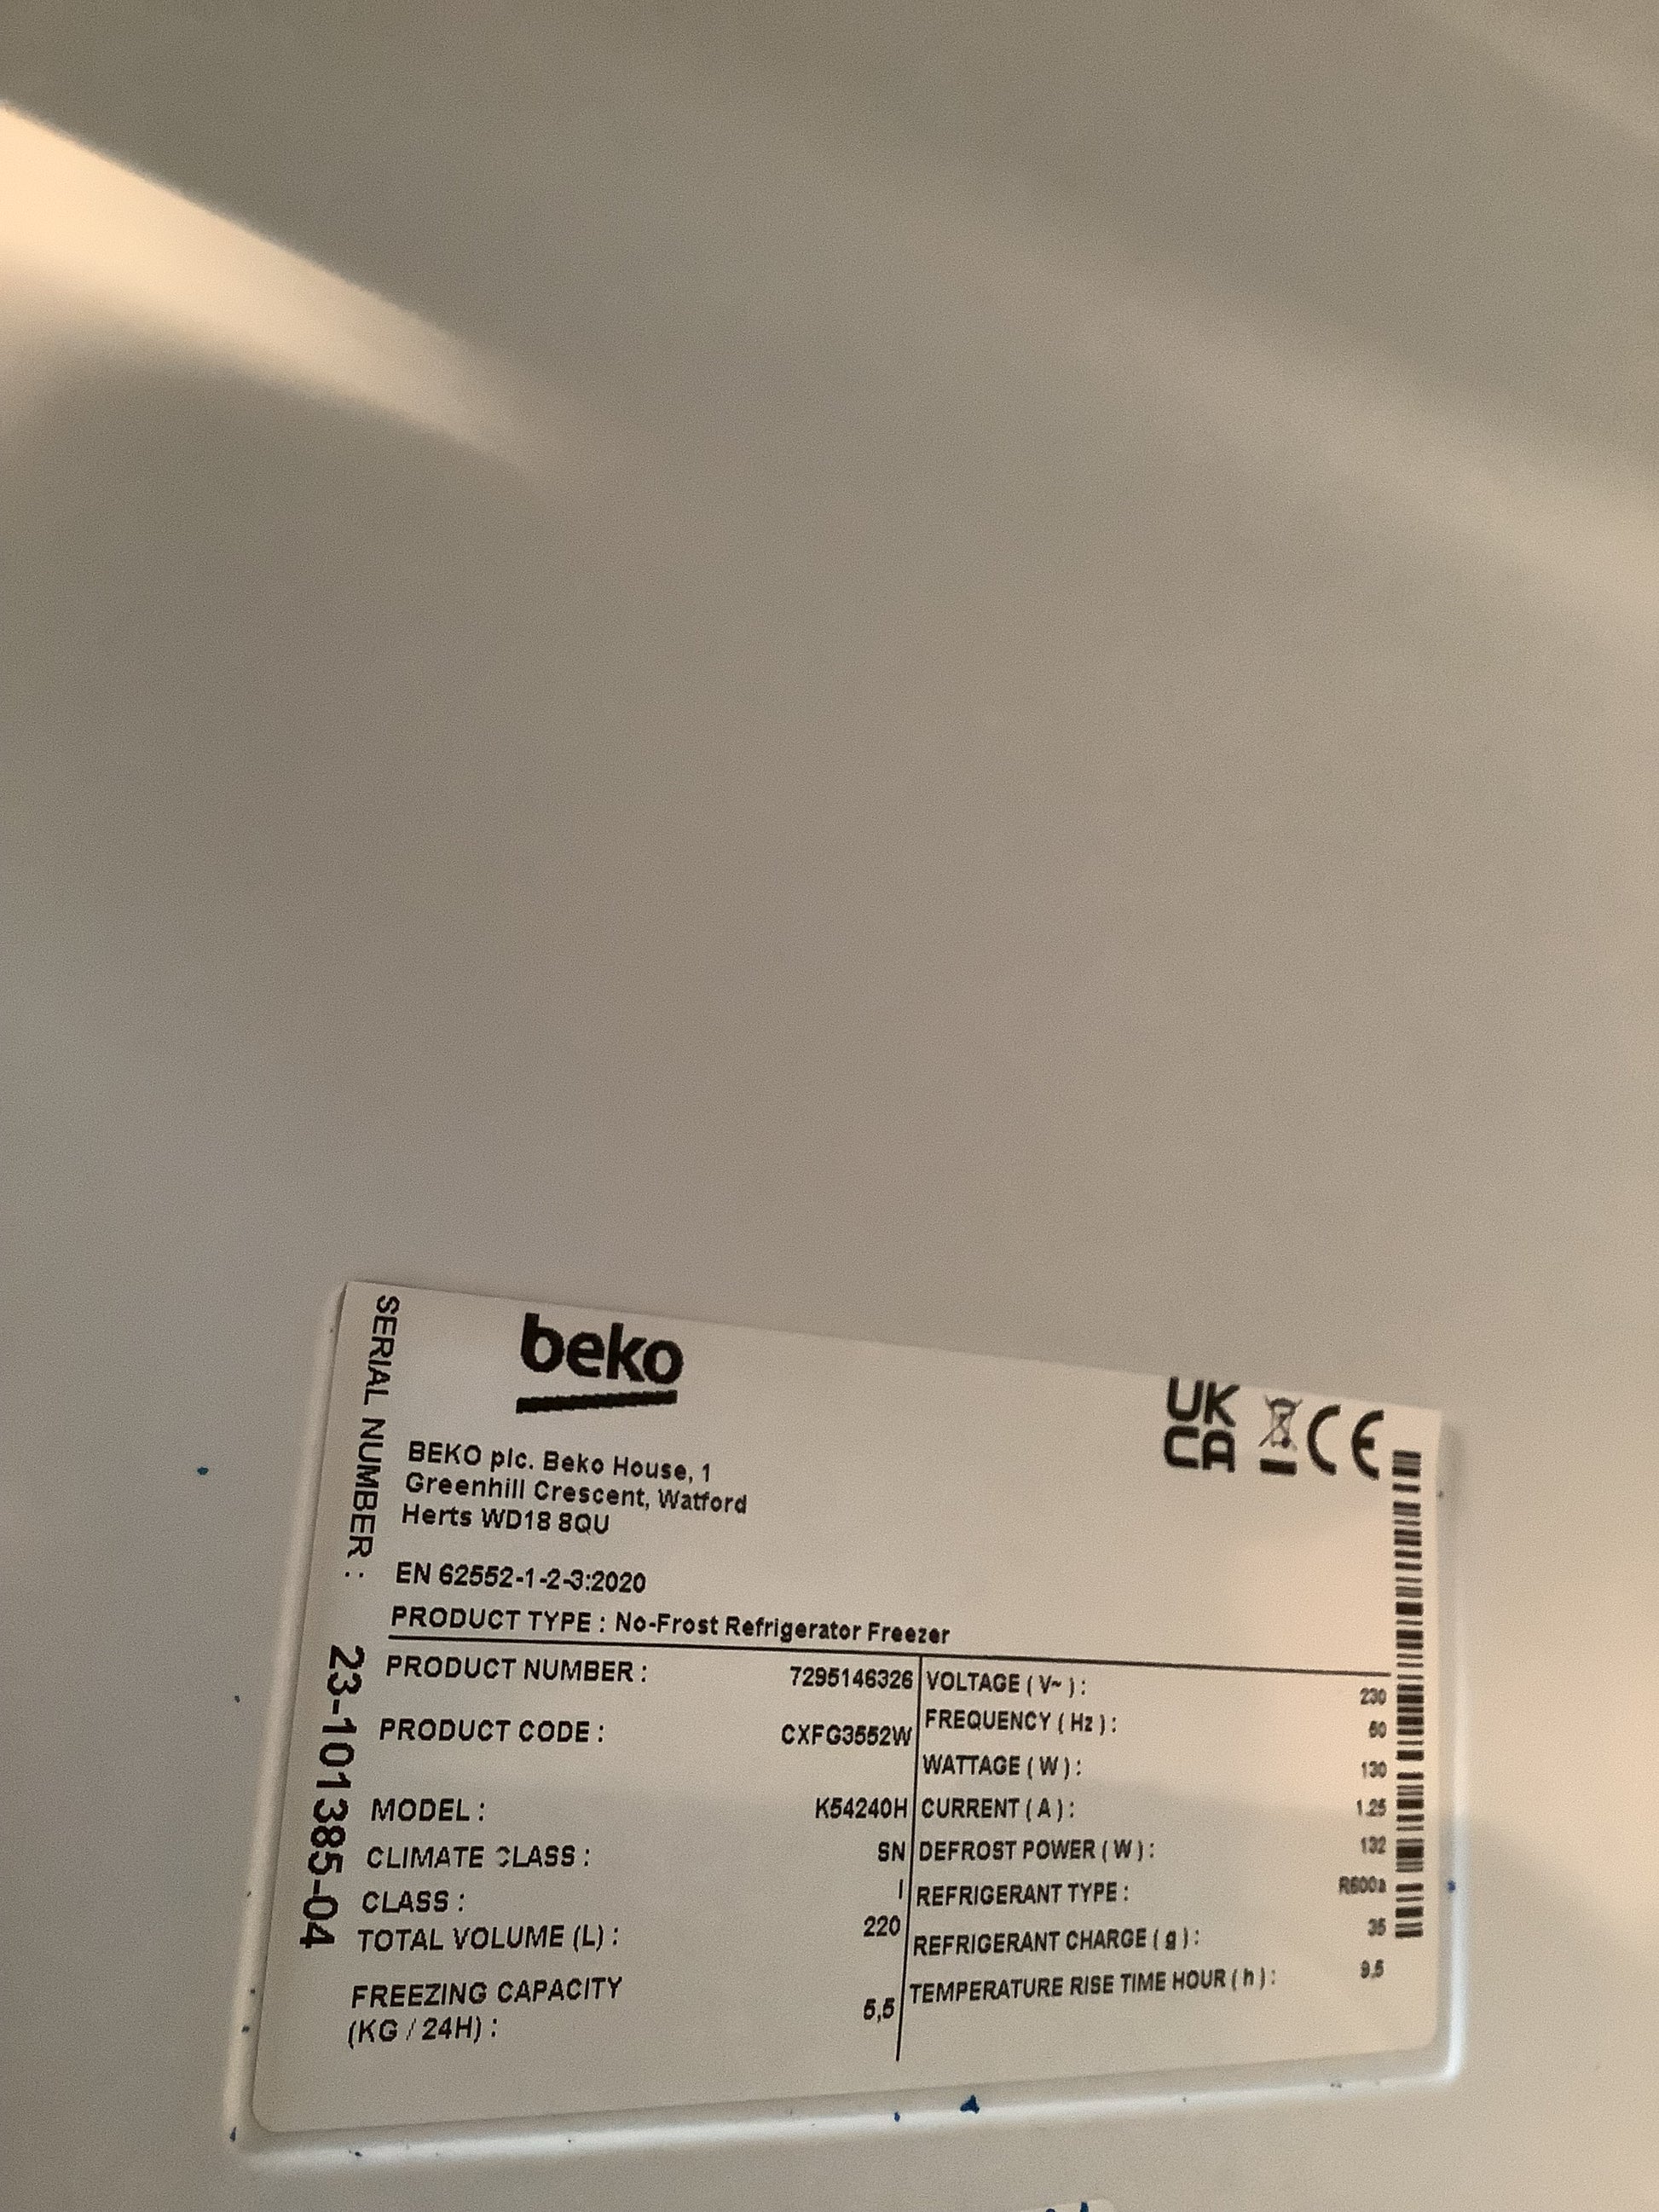 beko
UK
CA
CE
BEKO plc. Beko House, 1
Greenhill Crescent, Watford
Herts WD18 8QU
EN 62552-1-2-3:2020
PRODUCT TYPE : No-Frost Refrigerator Freezer
PRODUCT NUMBER : 7295146326
PRODUCT CODE : CXFG3552W
MODEL : K54240H
CLIMATE CLASS : SN
CLASS : I
TOTAL VOLUME (L) : 220
FREEZING CAPACITY
(KG / 24H) : 5,5
VOLTAGE ( V~ ) : 230
FREQUENCY ( Hz ) : 50
WATTAGE ( W ) : 130
CURRENT ( A ) : 1.25
DEFROST POWER ( W ) : 132
REFRIGERANT TYPE : R600a
REFRIGERANT CHARGE ( g ) : 35
TEMPERATURE RISE TIME HOUR ( h ) : 9,5
SERIAL NUMBER : 23-101385-04